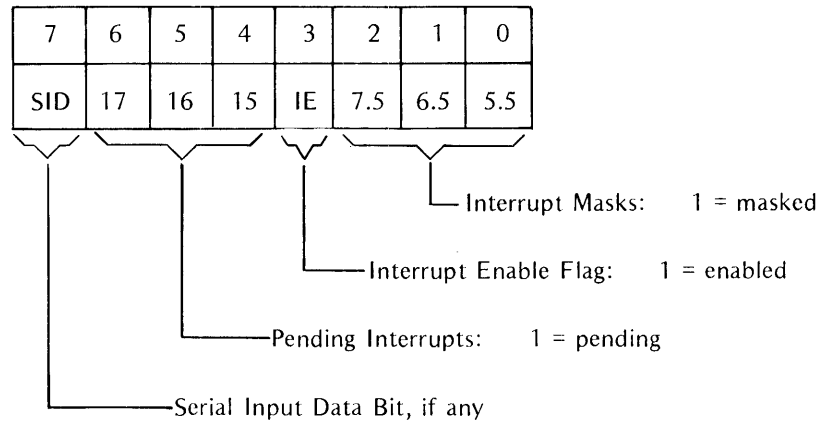 7 6 5 4 3 2 1 0
SID 17 16 15 IE 7.5 6.5 5.5
Interrupt Masks: 1 = masked
Interrupt Enable Flag: 1 = enabled
Pending Interrupts: 1 = pending
Serial Input Data Bit, if any